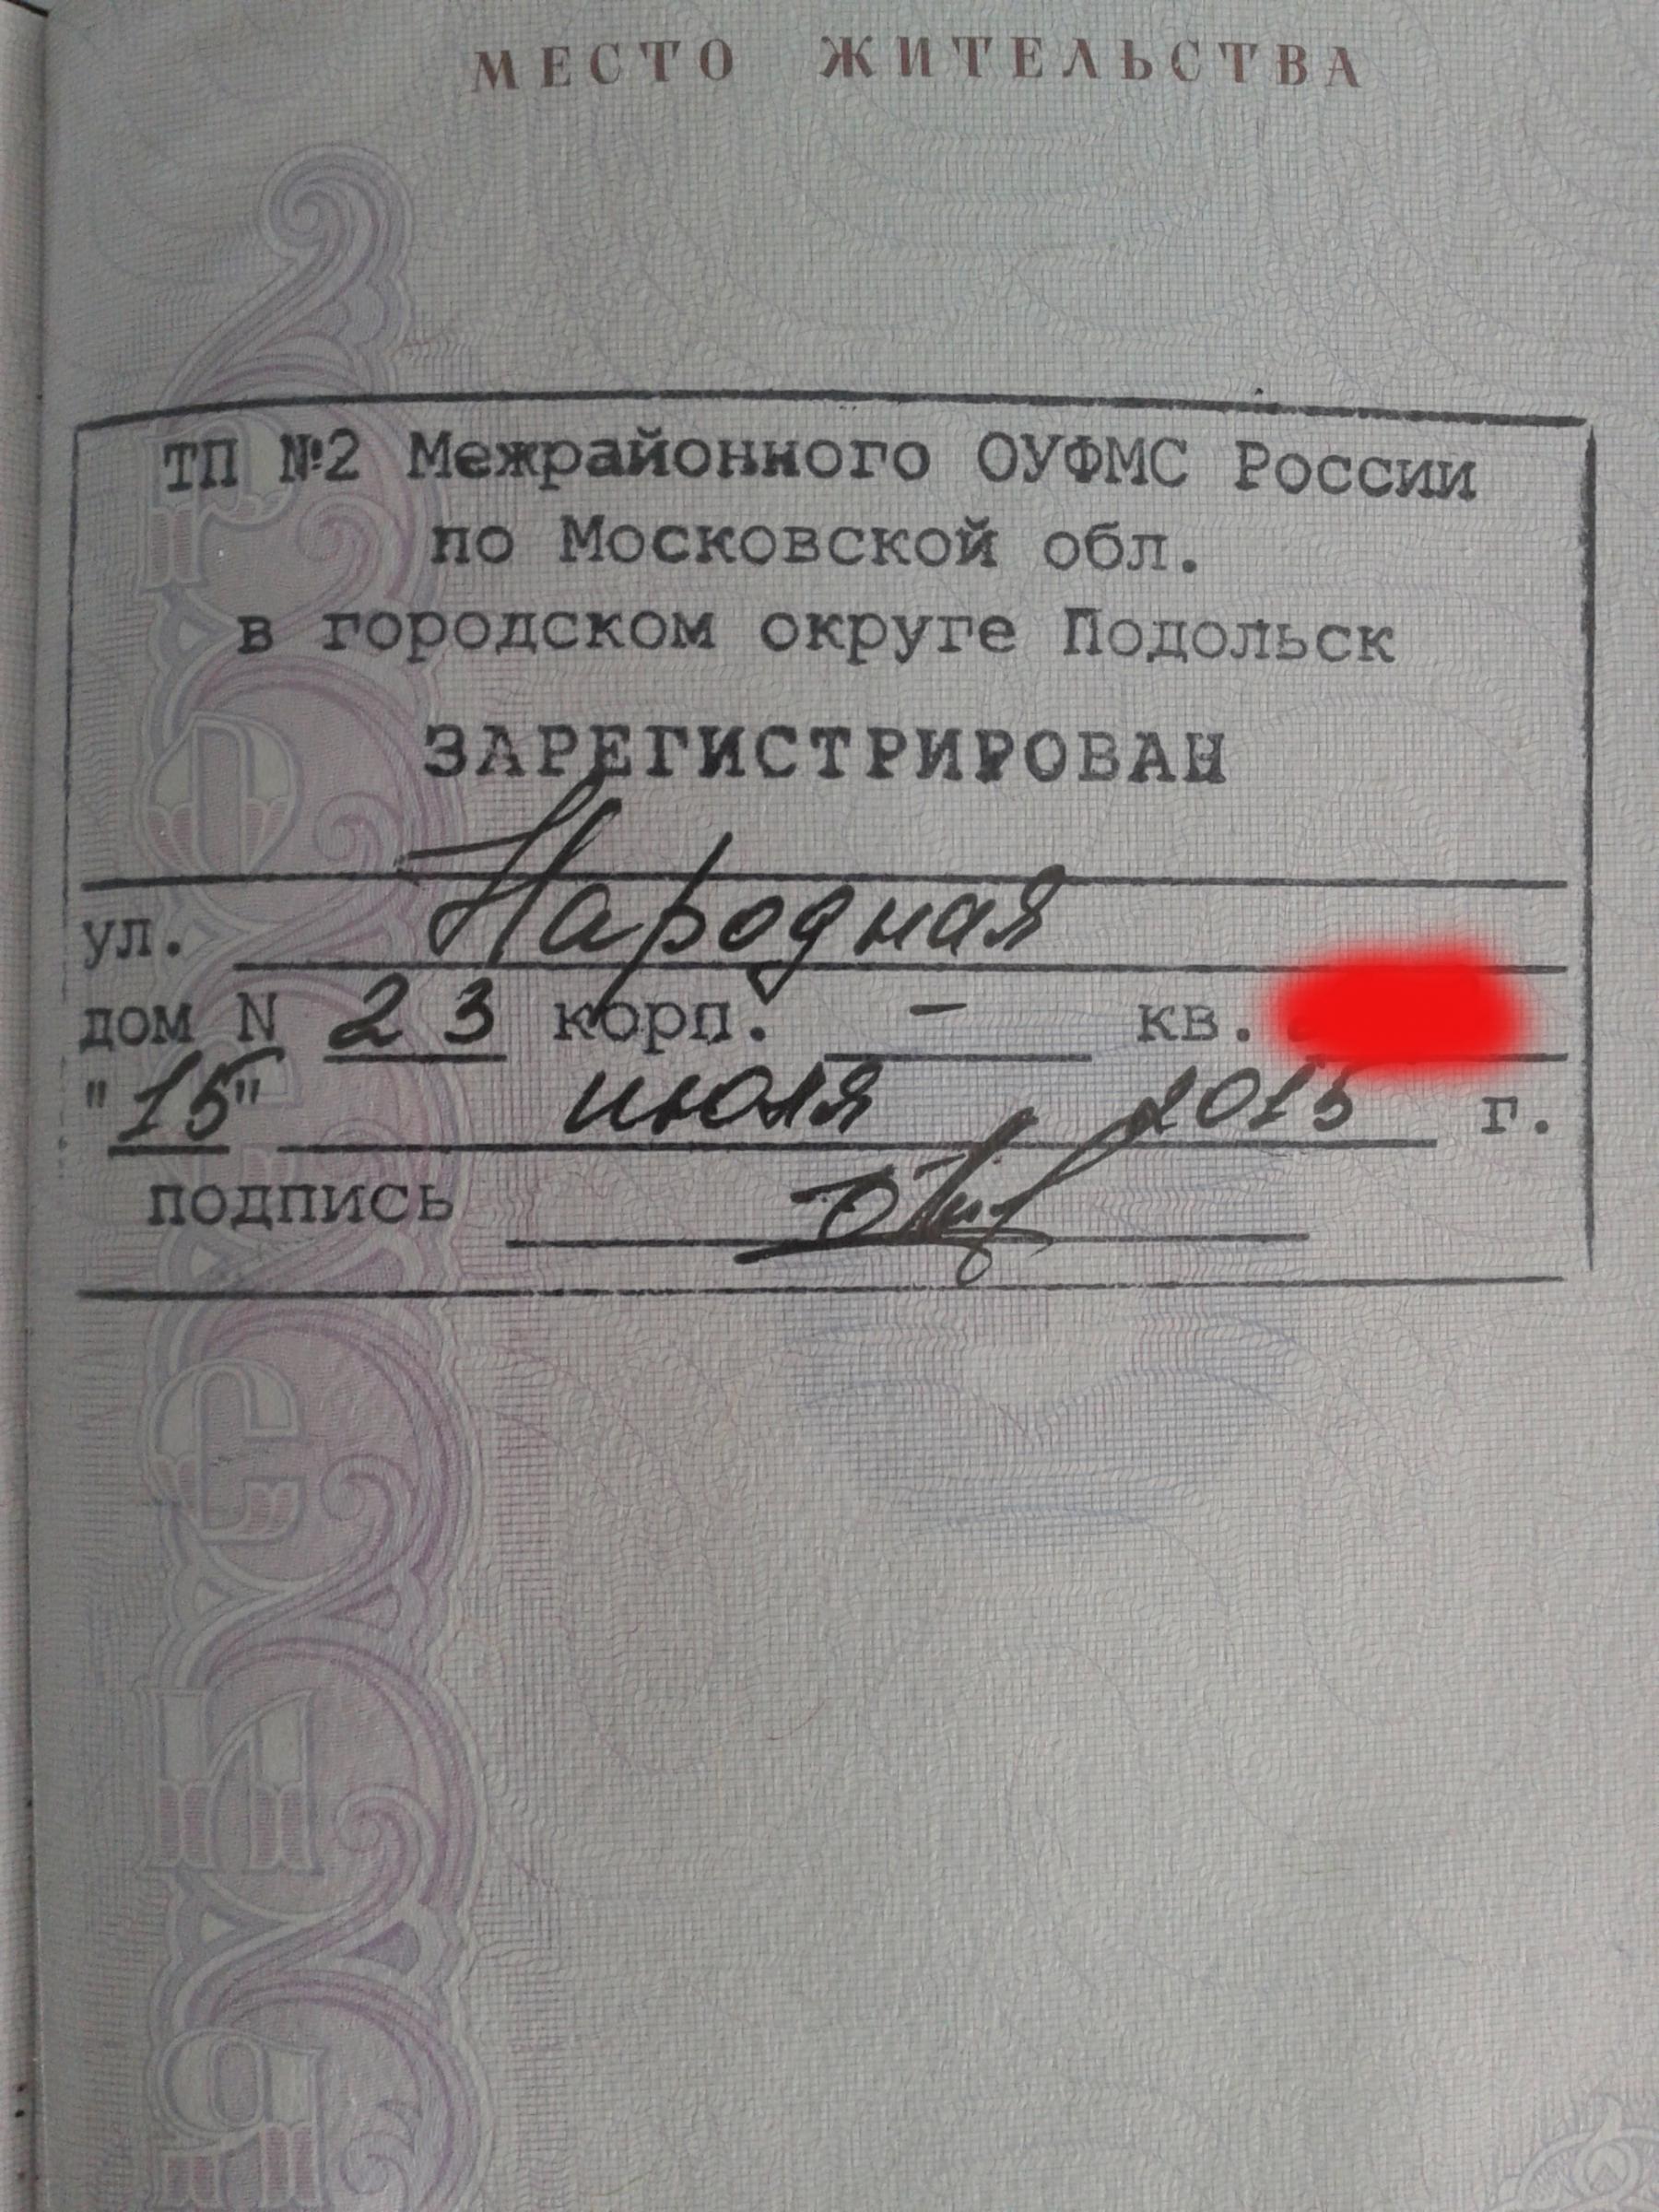 МЕСТО ЖИТЕЛЬСТВА
ТП №2 Межрайонного ОУФМС России
по Московской обл.
в городском округе Подольск
ЗАРЕГИСТРИРОВАН
ул. Народная
дом N 23 корп. - кв.
"15" июля 2015 г.
подпись
РОССИЯ